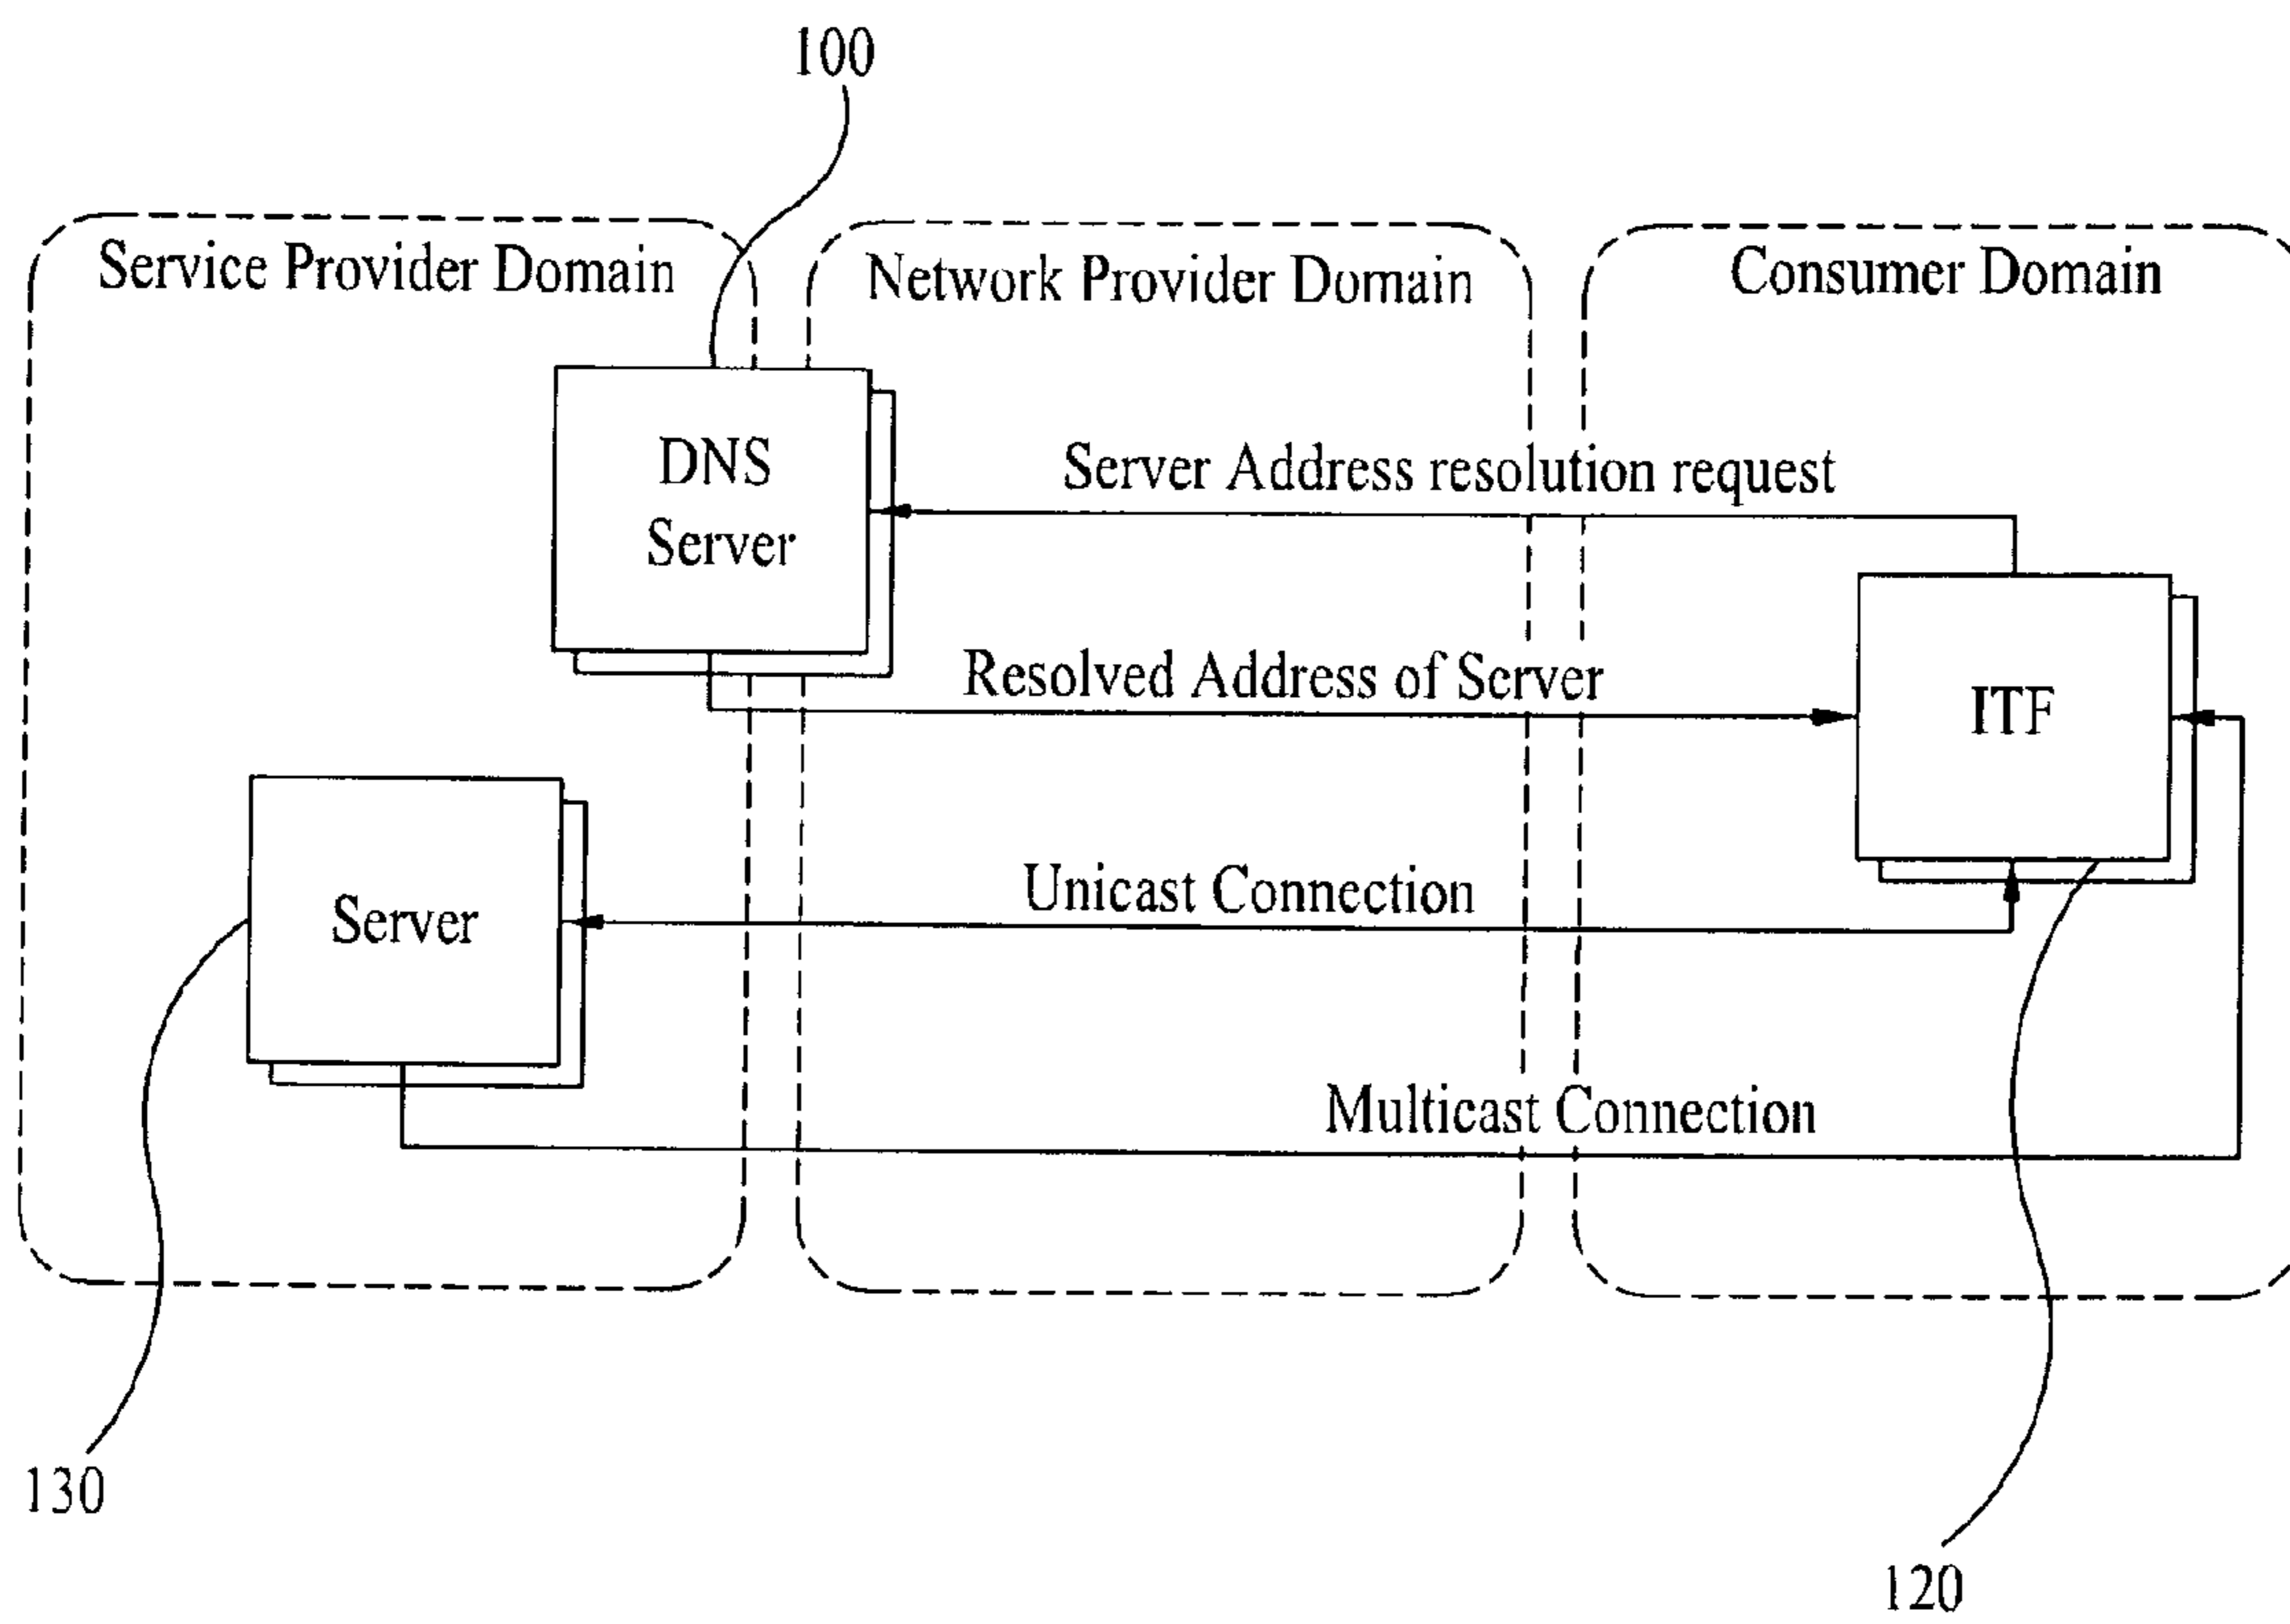 100
Service Provider Domain
Network Provider Domain
Consumer Domain
DNS
Server
Server Address resolution request
Resolved Address of Server
ITF
Server
Unicast Connection
Multicast Connection
130
120